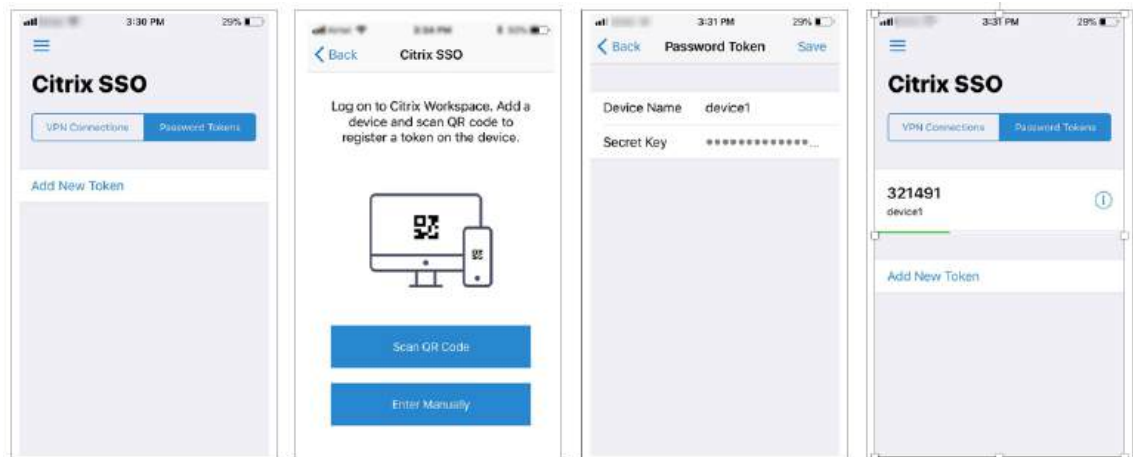 3:30 PM
29%
Citrix SSO
VPN Connections
Password Tokens
Add New Token
Back
Citrix SSO
Log on to Citrix Workspace. Add a
device and scan QR code to
register a token on the device.
Scan QR Code
Enter Manually
3:31 PM
29%
Back
Password Token
Save
Device Name device1
Secret Key •••••••••••••...
3:31 PM
29%
Citrix SSO
VPN Connections
Password Tokens
321491
device1
Add New Token